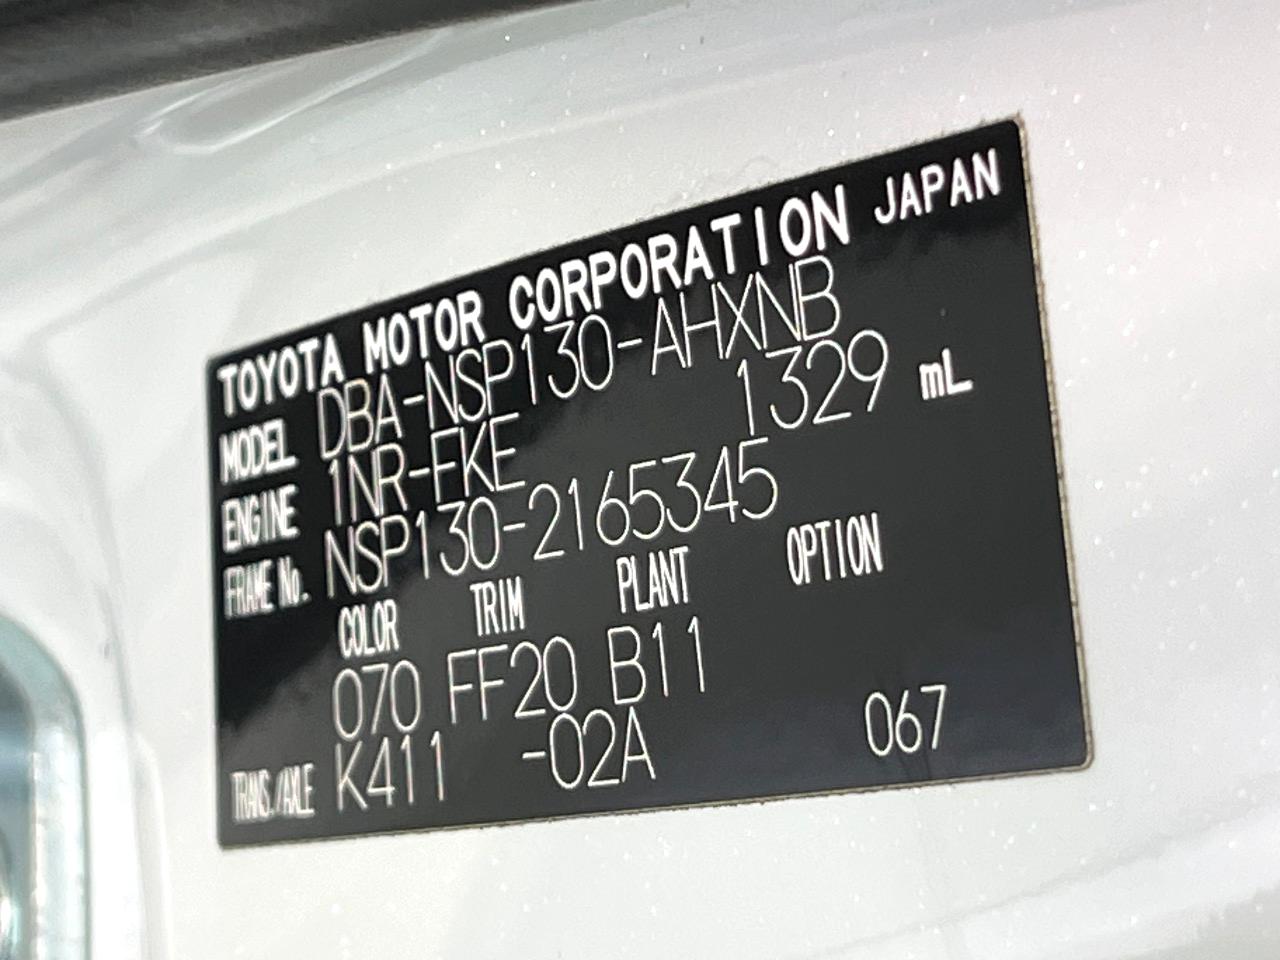 TOYOTA MOTOR CORPORATION JAPAN
MODEL DBA-NSP130-AHXNB
ENGINE 1NR-FKE 1329 mL
FRAME No. NSP130-2165345
COLOR TRIM PLANT OPTION
070 FF20 B11
TRANS./AXLE K411 -02A 067